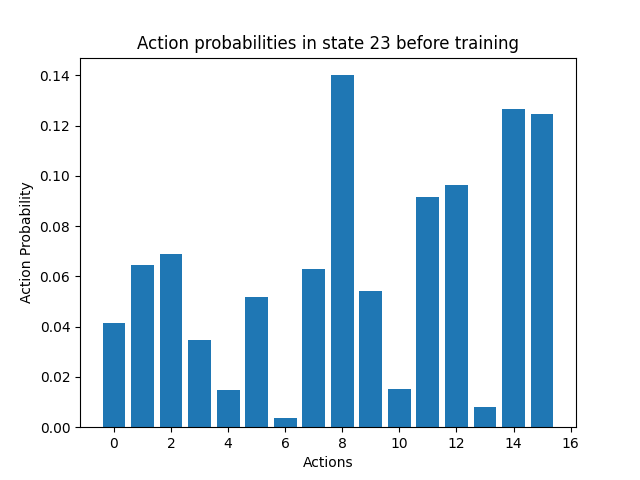 Action probabilities in state 23 before training
0.14
0.12
0.10
0.08
0.06
0.04
0.02
0.00
Action Probability
0 2 4 6 8 10 12 14 16
Actions